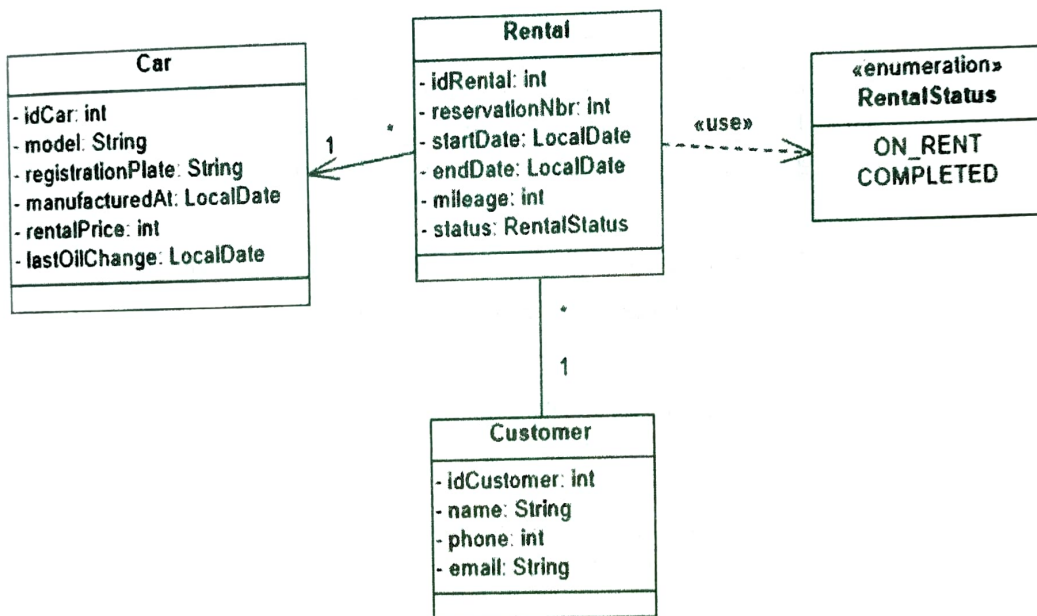 Car
- idCar: int
- model: String
- registrationPlate: String
- manufacturedAt: LocalDate
- rentalPrice: int
- lastOilChange: LocalDate
1
*
Rental
- idRental: int
- reservationNbr: int
- startDate: LocalDate
- endDate: LocalDate
- mileage: int
- status: RentalStatus
«use»
«enumeration»
RentalStatus
ON_RENT
COMPLETED
*
1
Customer
- idCustomer: int
- name: String
- phone: int
- email: String